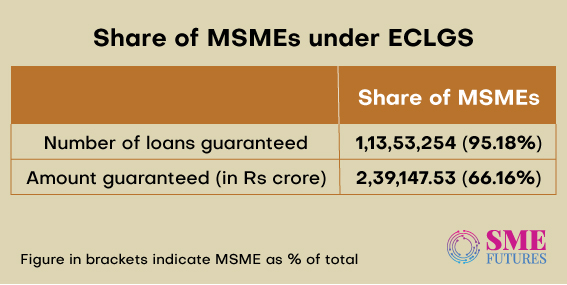 Share of MSMEs under ECLGS
Share of MSMEs
Number of loans guaranteed 1,13,53,254 (95.18%)
Amount guaranteed (in Rs crore) 2,39,147.53 (66.16%)
Figure in brackets indicate MSME as % of total
SME
FUTURES